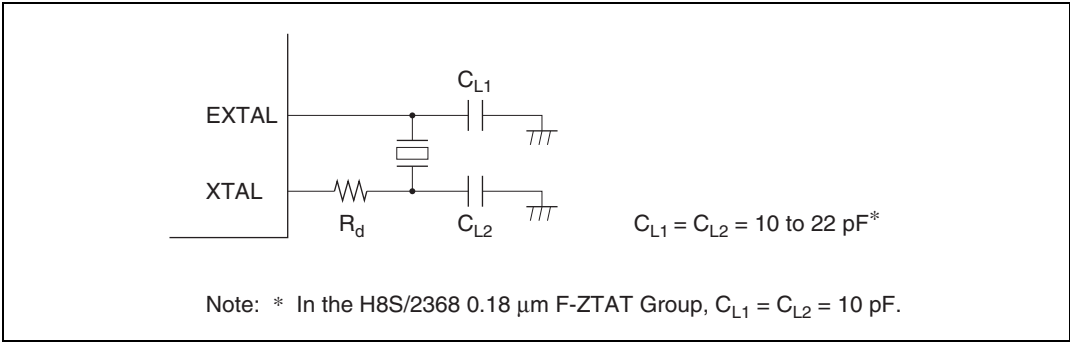 C_L1
EXTAL
XTAL
R_d
C_L2
C_L1 = C_L2 = 10 to 22 pF*
Note: * In the H8S/2368 0.18 μm F-ZTAT Group, C_L1 = C_L2 = 10 pF.